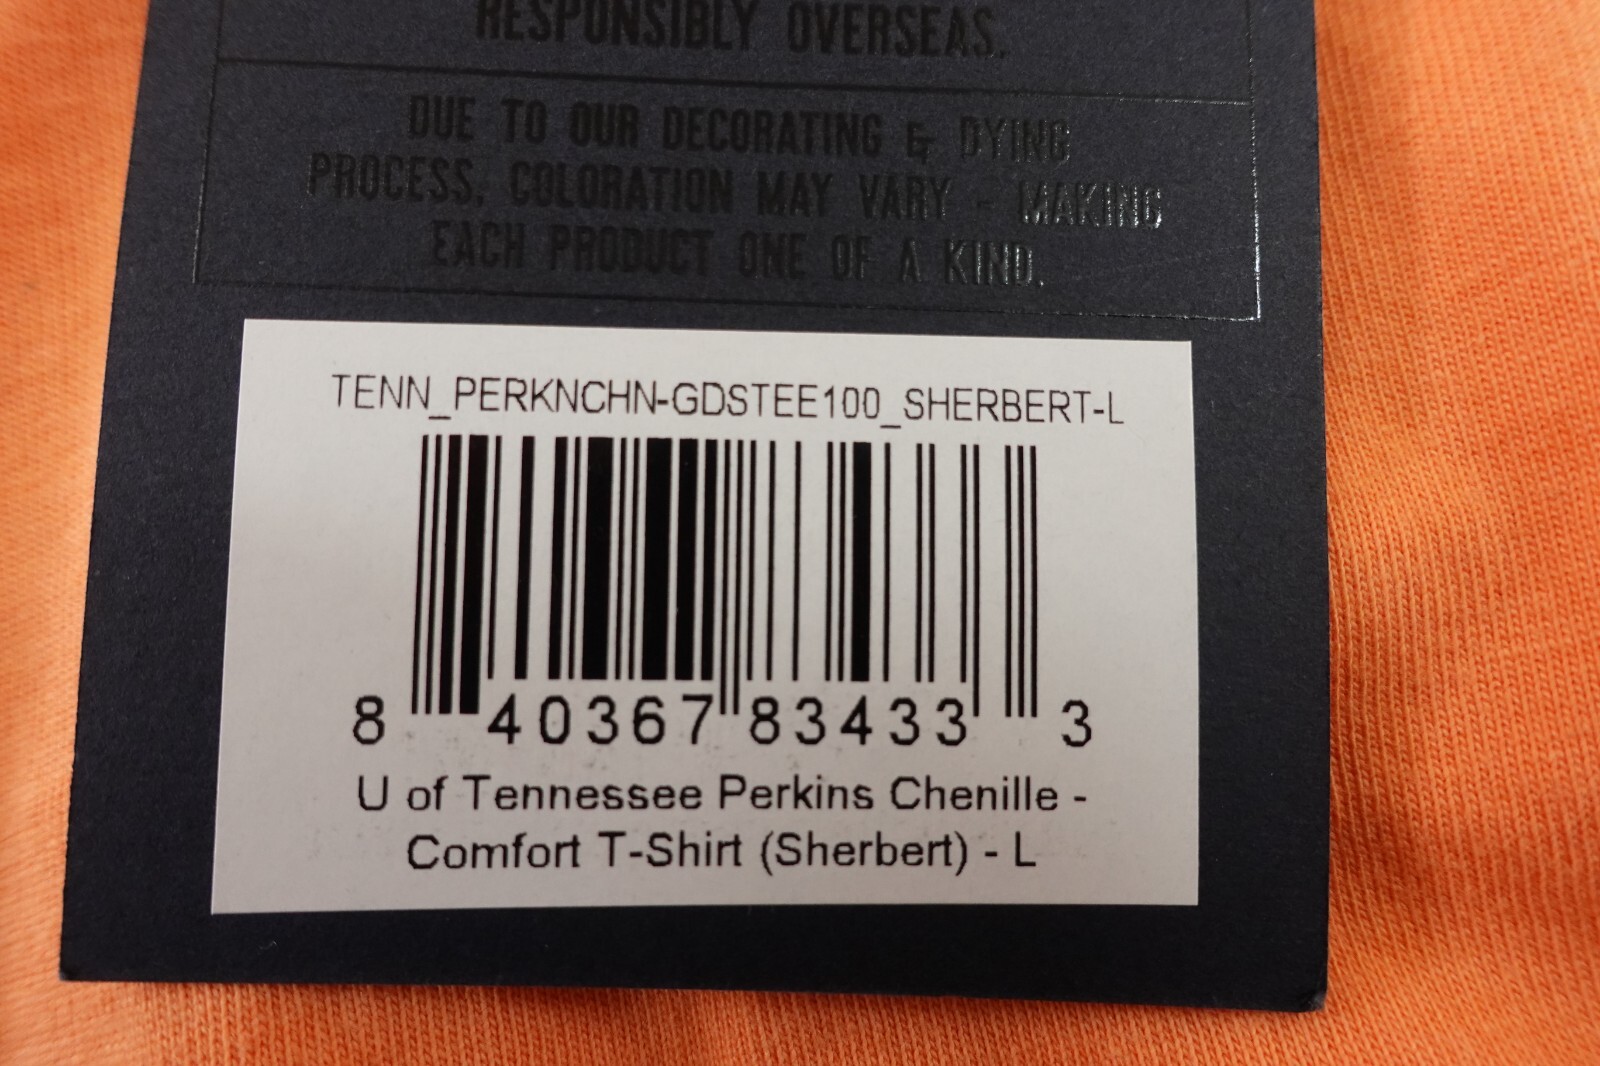 RESPONSIBLY OVERSEAS.
DUE TO OUR DECORATING & DYING
PROCESS, COLORATION MAY VARY - MAKING
EACH PRODUCT ONE OF A KIND.
TENN_PERKNCHN-GDSTEE100_SHERBERT-L
8 40367 83433 3
U of Tennessee Perkins Chenille -
Comfort T-Shirt (Sherbert) - L